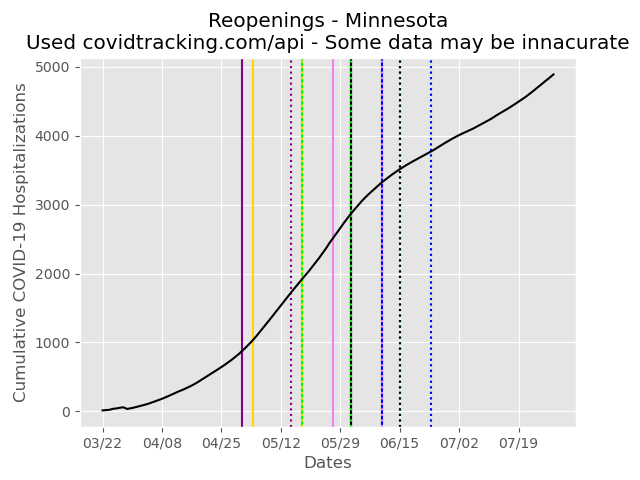 Reopenings - Minnesota
Used covidtracking.com/api - Some data may be innacurate
Cumulative COVID-19 Hospitalizations
5000
4000
3000
2000
1000
0
03/22 04/08 04/25 05/12 05/29 06/15 07/02 07/19
Dates